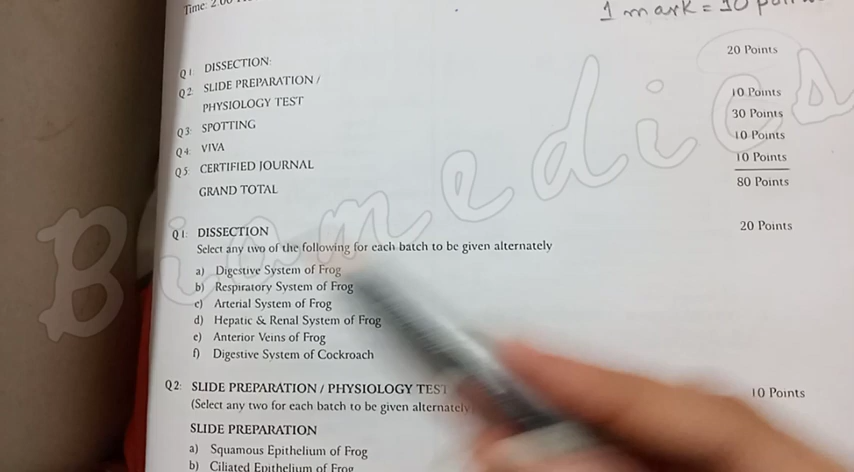 Time: 2.00
1 mark = 10
Q1: DISSECTION: 20 Points
Q2: SLIDE PREPARATION /
PHYSIOLOGY TEST 10 Points
Q3: SPOTTING 30 Points
Q4: VIVA 10 Points
Q5: CERTIFIED JOURNAL 10 Points
GRAND TOTAL 80 Points
Biomedics
Q1: DISSECTION 20 Points
Select any two of the following for each batch to be given alternately
a) Digestive System of Frog
b) Respiratory System of Frog
c) Arterial System of Frog
d) Hepatic & Renal System of Frog
e) Anterior Veins of Frog
f) Digestive System of Cockroach
Q2: SLIDE PREPARATION / PHYSIOLOGY TEST 10 Points
(Select any two for each batch to be given alternately
SLIDE PREPARATION
a) Squamous Epithelium of Frog
b) Ciliated Epithelium of Frog